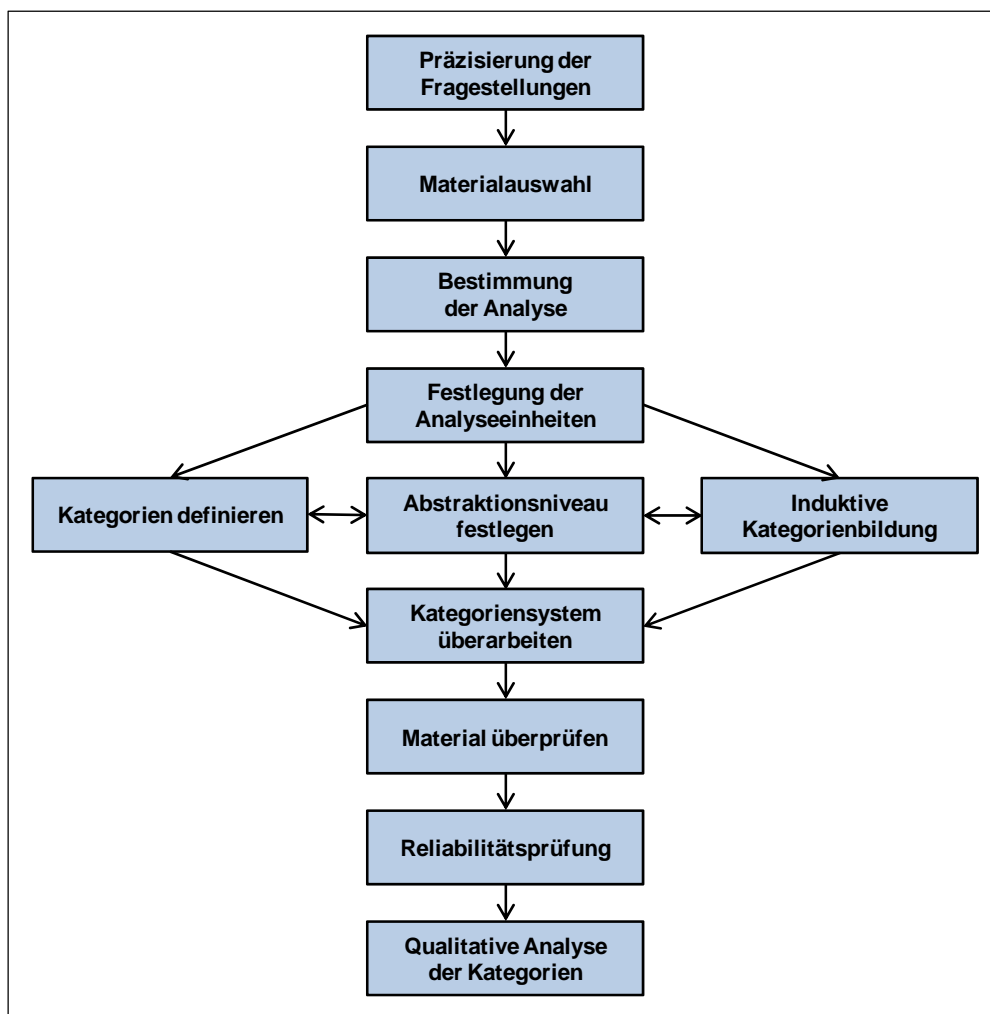 Präzisierung der
Fragestellungen
Materialauswahl
Bestimmung
der Analyse
Festlegung der
Analyseeinheiten
Kategorien definieren
Abstraktionsniveau
festlegen
Induktive
Kategorienbildung
Kategoriensystem
überarbeiten
Material überprüfen
Reliabilitätsprüfung
Qualitative Analyse
der Kategorien